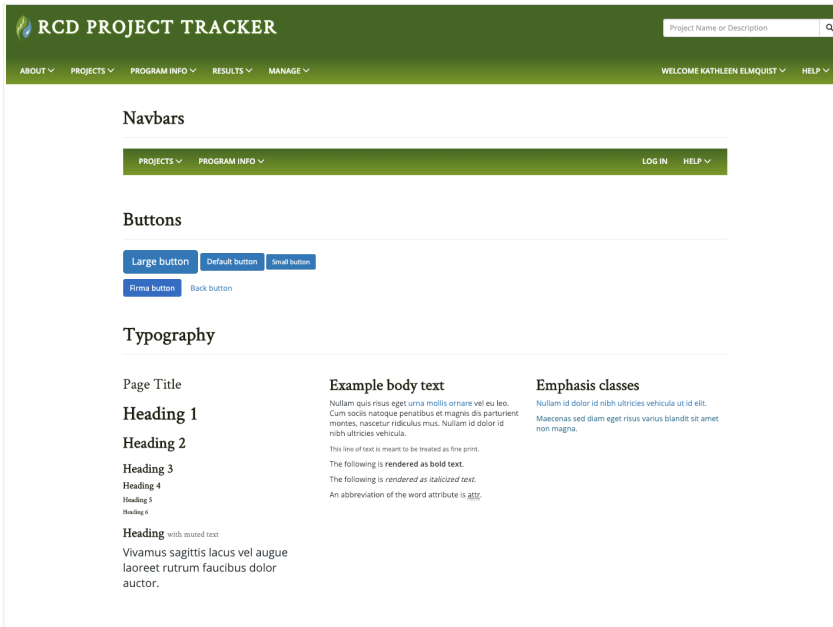 RCD PROJECT TRACKER
Project Name or Description
ABOUT PROJECTS PROGRAM INFO RESULTS MANAGE WELCOME KATHLEEN ELMQUIST HELP
Navbars
PROJECTS PROGRAM INFO LOG IN HELP
Buttons
Large button Default button Small button
Firma button Back button
Typography
Page Title
Heading 1
Heading 2
Heading 3
Heading 4
Heading 5
Heading 6
Heading with muted text
Vivamus sagittis lacus vel augue
laoreet rutrum faucibus dolor
auctor.
Example body text
Nullam quis risus eget urna mollis ornare vel eu leo.
Cum sociis natoque penatibus et magnis dis parturient
montes, nascetur ridiculus mus. Nullam id dolor id
nibh ultricies vehicula.
This line of text is meant to be treated as fine print.
The following is rendered as bold text.
The following is rendered as italicized text.
An abbreviation of the word attribute is attr.
Emphasis classes
Nullam id dolor id nibh ultricies vehicula ut id elit.
Maecenas sed diam eget risus varius blandit sit amet
non magna.